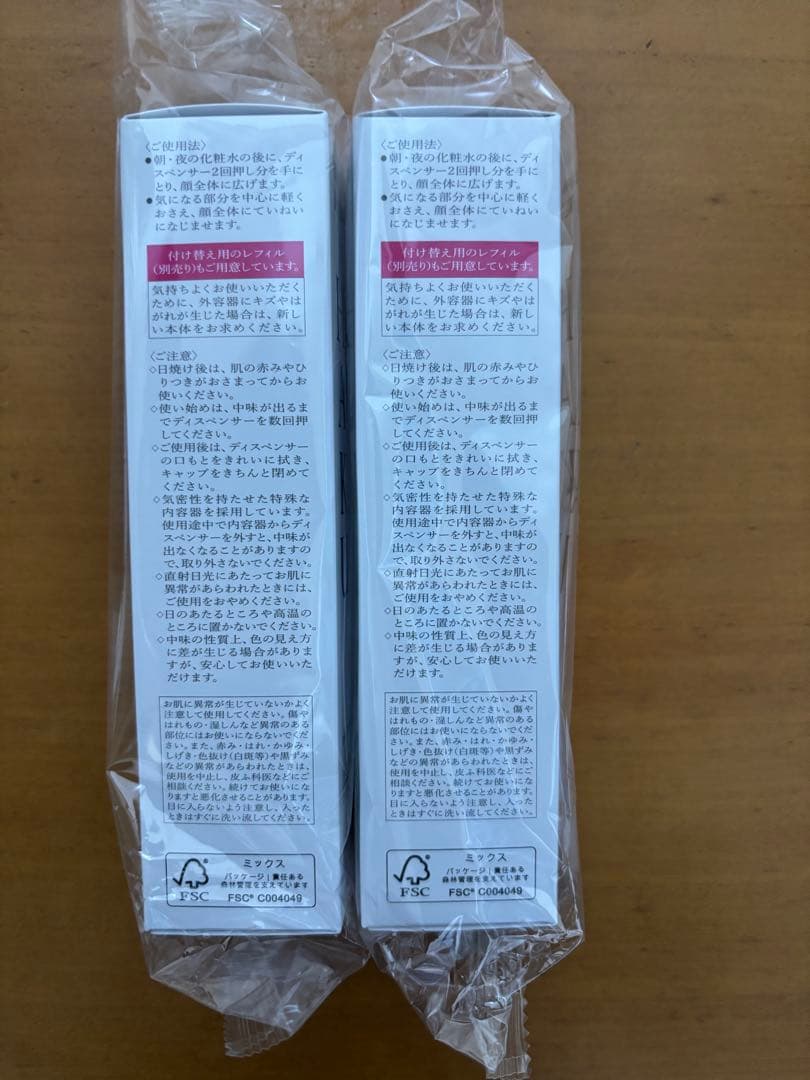 〈ご使用法〉
●朝・夜の化粧水の後に、ディ
スペンサー2回押し分を手に
とり、顔全体に広げます。
●気になる部分を中心に軽く
おさえ、顔全体にていねい
になじませます。
付け替え用のレフィル
(別売り)もご用意しています。
気持ちよくお使いいただく
ために、外容器にキズやは
がれが生じた場合は、新し
い本体をお求めください。
〈ご注意〉
◇日焼け後は、肌の赤みやひ
りつきがおさまってからお
使いください。
◇使い始めは、中味が出るま
でディスペンサーを数回押
してください。
◇ご使用後は、ディスペンサー
の口もとをきれいに拭き、
キャップをきちんと閉めて
ください。
◇気密性を持たせた特殊な
内容器を採用しています。
使用途中で内容器からディ
スペンサーを外すと、中味が
出なくなることがありますの
で、取り外さないでください。
◇直射日光にあたってお肌に
異常があらわれたときには、
ご使用をおやめください。
◇日のあたるところや高温の
ところに置かないでください。
◇中味の性質上、色の見え方
に差が生じる場合がありま
すが、安心してお使いいた
だけます。
お肌に異常が生じていないかよく
注意して使用してください。傷や
はれもの・湿しんなど異常のある
部位にはお使いにならないでくだ
さい。また、赤み・はれ・かゆみ・
しげき・色抜け(白斑等)や黒ずみ
などの異常があらわれたときは、
使用を中止し、皮ふ科医などにご
相談ください。続けてお使いにな
りますと悪化させることがあります。
目に入らないよう注意し、入った
ときはすぐに洗い流してください。
FSC
ミックス
パッケージ|責任ある
森林管理を支えています
FSC® C004049
〈ご使用法〉
●朝・夜の化粧水の後に、ディ
スペンサー2回押し分を手に
とり、顔全体に広げます。
●気になる部分を中心に軽く
おさえ、顔全体にていねい
になじませます。
付け替え用のレフィル
(別売り)もご用意しています。
気持ちよくお使いいただく
ために、外容器にキズやは
がれが生じた場合は、新し
い本体をお求めください。
〈ご注意〉
◇日焼け後は、肌の赤みやひ
りつきがおさまってからお
使いください。
◇使い始めは、中味が出るま
でディスペンサーを数回押
してください。
◇ご使用後は、ディスペンサー
の口もとをきれいに拭き、
キャップをきちんと閉めて
ください。
◇気密性を持たせた特殊な
内容器を採用しています。
使用途中で内容器からディ
スペンサーを外すと、中味が
出なくなることがありますの
で、取り外さないでください。
◇直射日光にあたってお肌に
異常があらわれたときには、
ご使用をおやめください。
◇日のあたるところや高温の
ところに置かないでください。
◇中味の性質上、色の見え方
に差が生じる場合がありま
すが、安心してお使いいた
だけます。
お肌に異常が生じていないかよく
注意して使用してください。傷や
はれもの・湿しんなど異常のある
部位にはお使いにならないでくだ
さい。また、赤み・はれ・かゆみ・
しげき・色抜け(白斑等)や黒ずみ
などの異常があらわれたときは、
使用を中止し、皮ふ科医などにご
相談ください。続けてお使いにな
りますと悪化させることがあります。
目に入らないよう注意し、入った
ときはすぐに洗い流してください。
FSC
ミックス
パッケージ|責任ある
森林管理を支えています
FSC® C004049